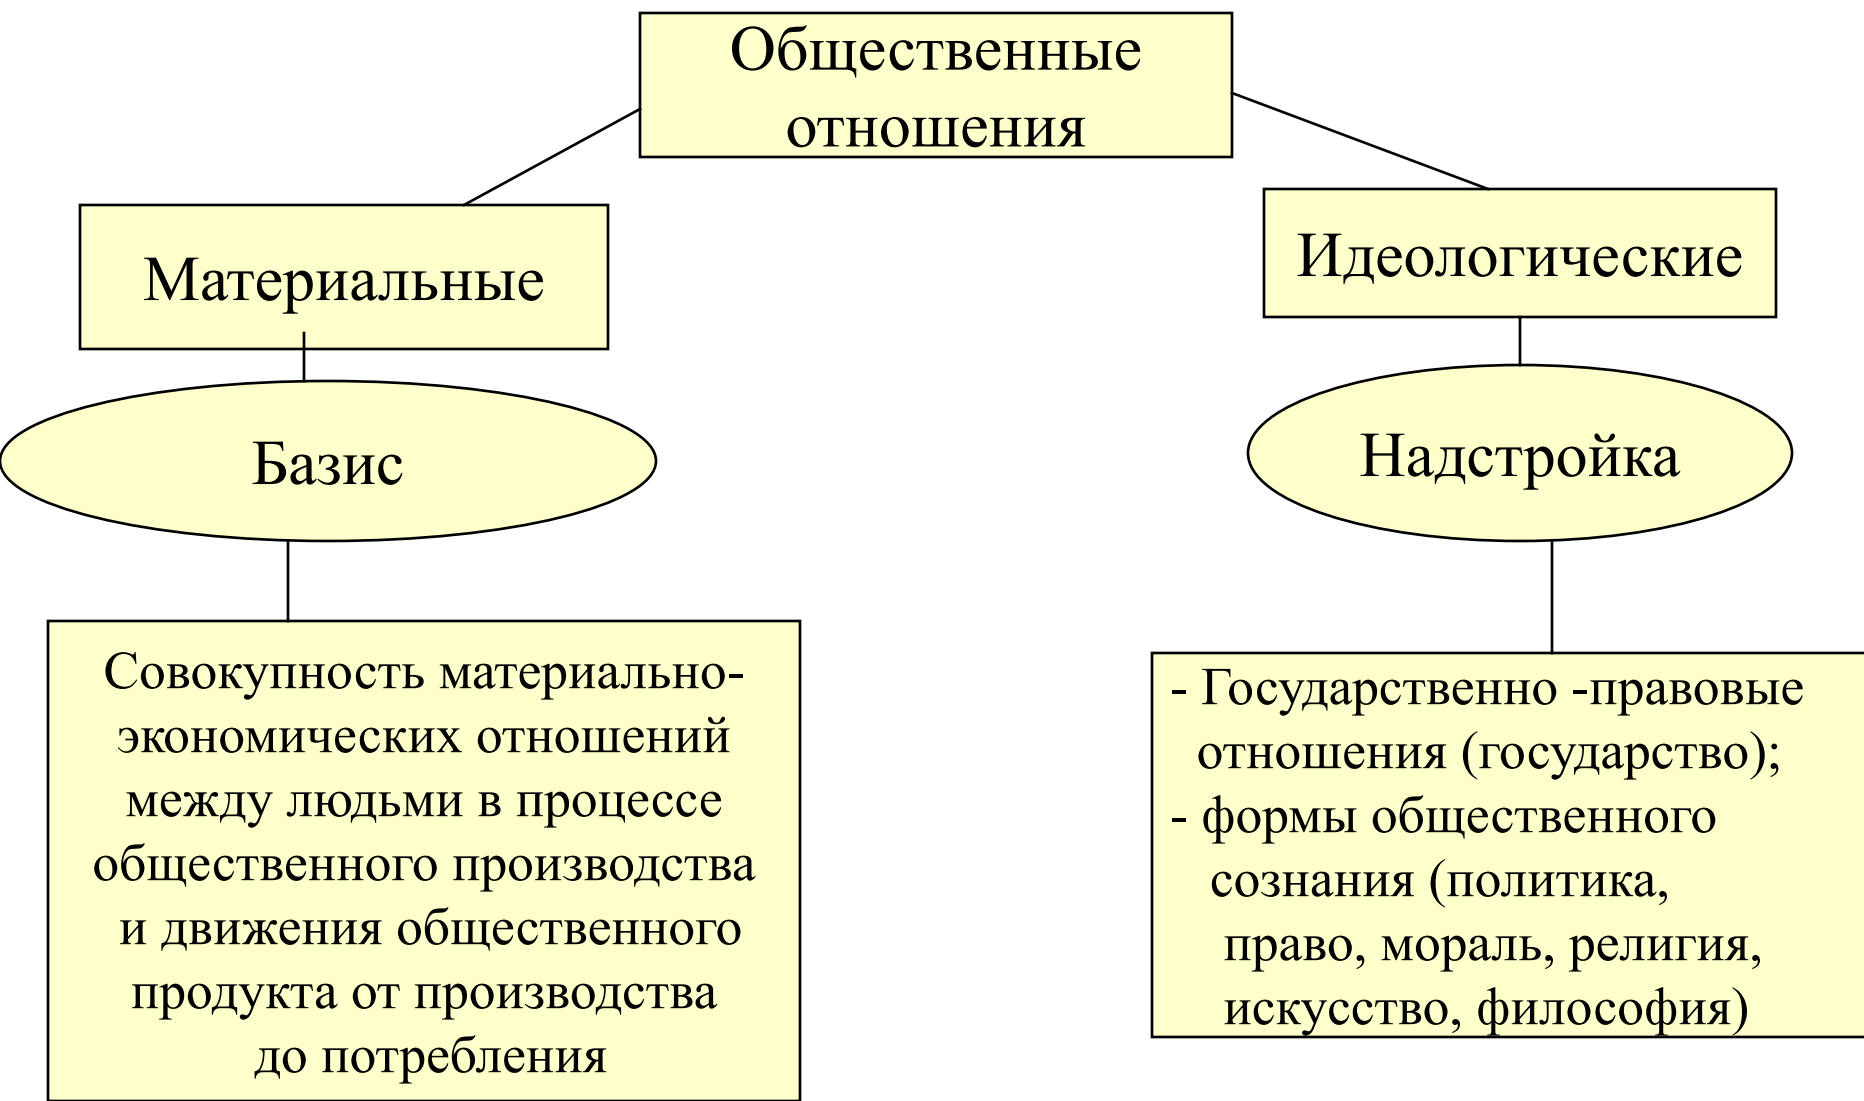 Общественные
отношения
Материальные
Идеологические
Базис
Надстройка
Совокупность материально-
экономических отношений
между людьми в процессе
общественного производства
и движения общественного
продукта от производства
до потребления
- Государственно -правовые
отношения (государство);
- формы общественного
сознания (политика,
право, мораль, религия,
искусство, философия)